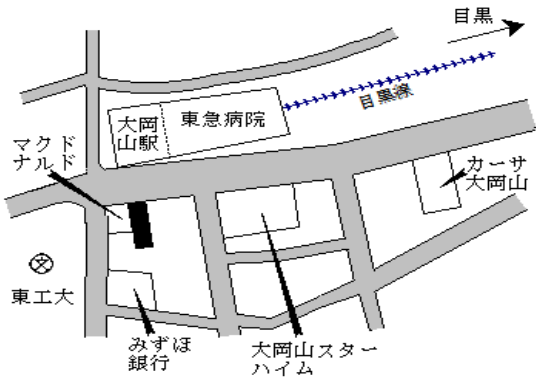 目黒
目黒線
東急病院
大岡
山駅
マクド
ナルド
カーサ
大岡山
東工大
みずほ
銀行
大岡山スター
ハイム